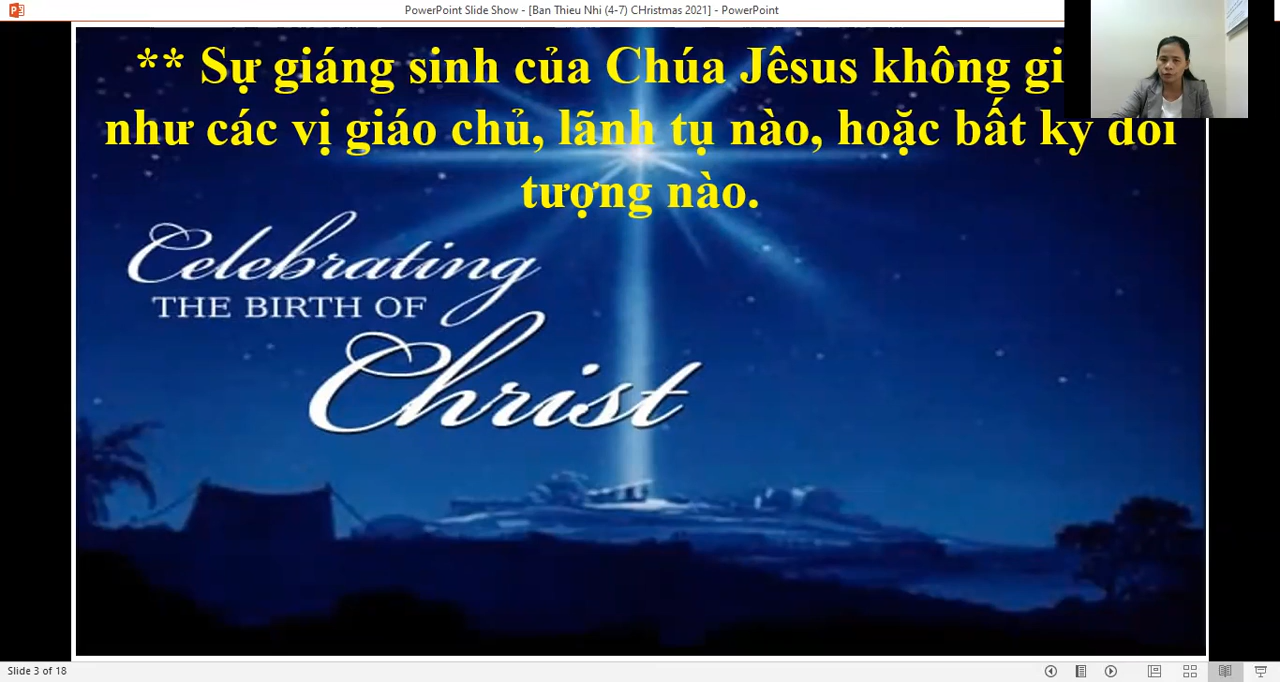 PowerPoint Slide Show - [Ban Thieu Nhi (4-7) CHristmas 2021] - PowerPoint
** Sự giáng sinh của Chúa Jêsus không gi
như các vị giáo chủ, lãnh tụ nào, hoặc bất kỳ đối
tượng nào.
Celebrating
THE BIRTH OF
Christ
Slide 3 of 18